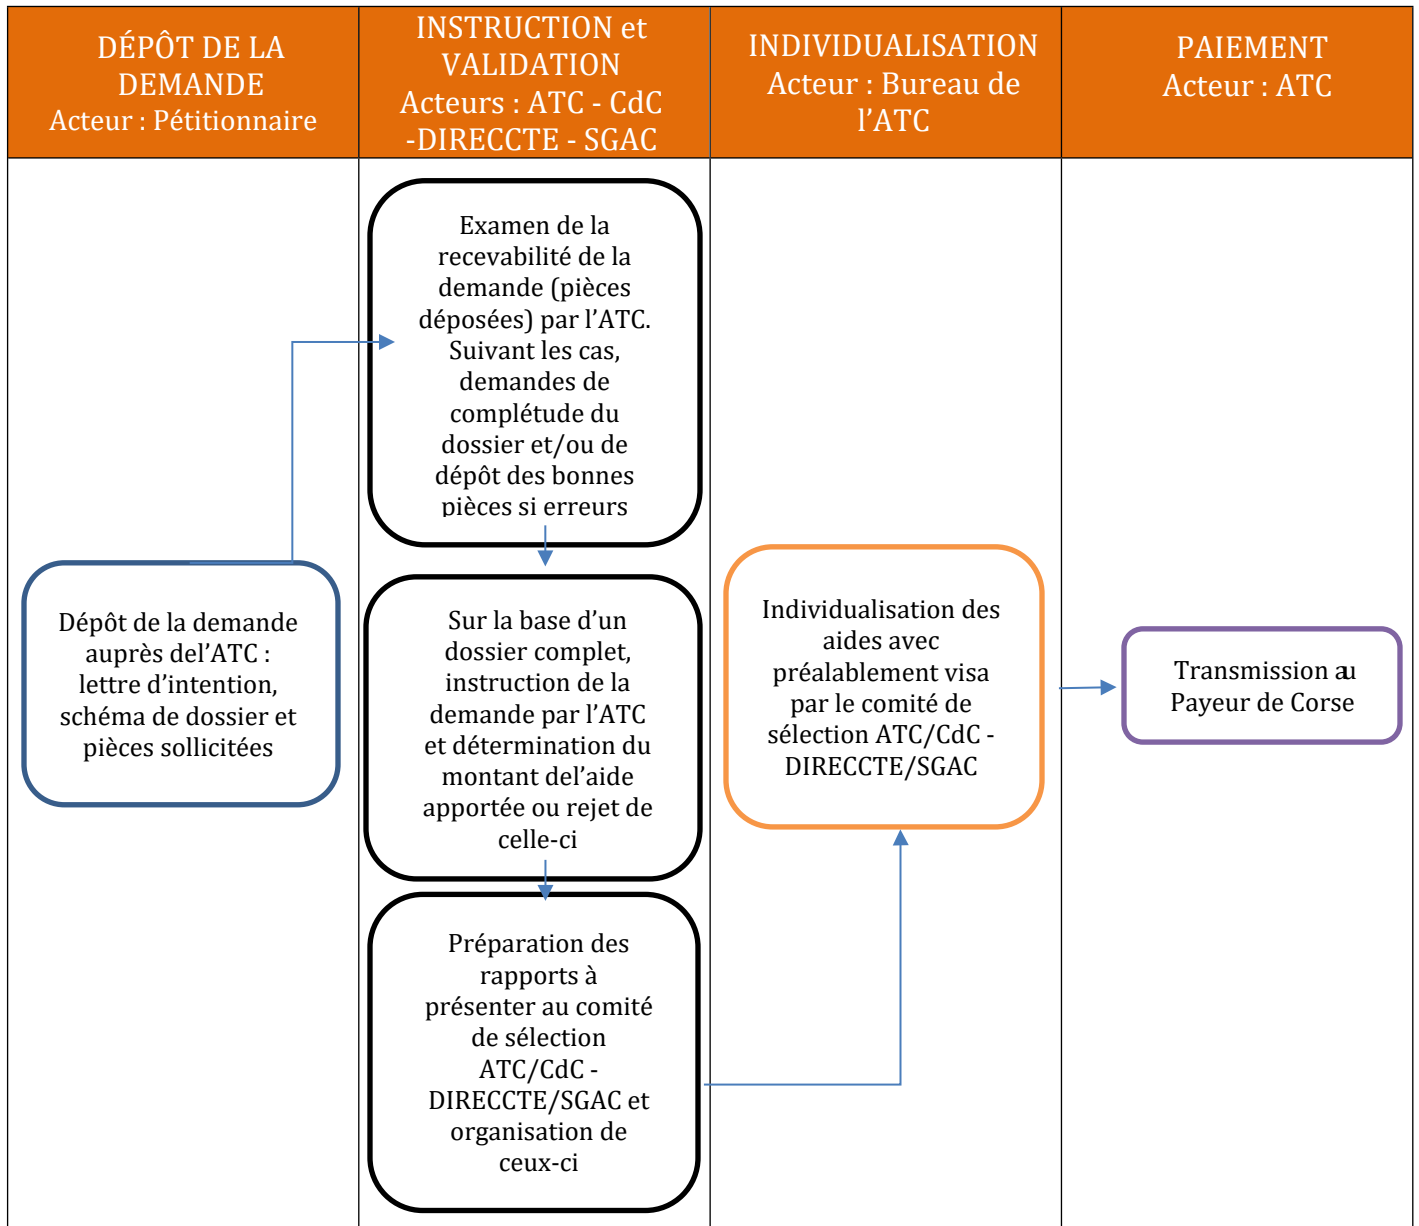 DÉPÔT DE LA
DEMANDE
Acteur : Pétitionnaire
INSTRUCTION et
VALIDATION
Acteurs : ATC - CdC
-DIRECCTE - SGAC
INDIVIDUALISATION
Acteur : Bureau de
l’ATC
PAIEMENT
Acteur : ATC
Dépôt de la demande
auprès del’ATC :
lettre d’intention,
schéma de dossier et
pièces sollicitées
Examen de la
recevabilité de la
demande (pièces
déposées) par l’ATC.
Suivant les cas,
demandes de
complétude du
dossier et/ou de
dépôt des bonnes
pièces si erreurs
Sur la base d’un
dossier complet,
instruction de la
demande par l’ATC
et détermination du
montant del’aide
apportée ou rejet de
celle-ci
Préparation des
rapports à
présenter au comité
de sélection
ATC/CdC -
DIRECCTE/SGAC et
organisation de
ceux-ci
Individualisation des
aides avec
préalablement visa
par le comité de
sélection ATC/CdC -
DIRECCTE/SGAC
Transmission au
Payeur de Corse